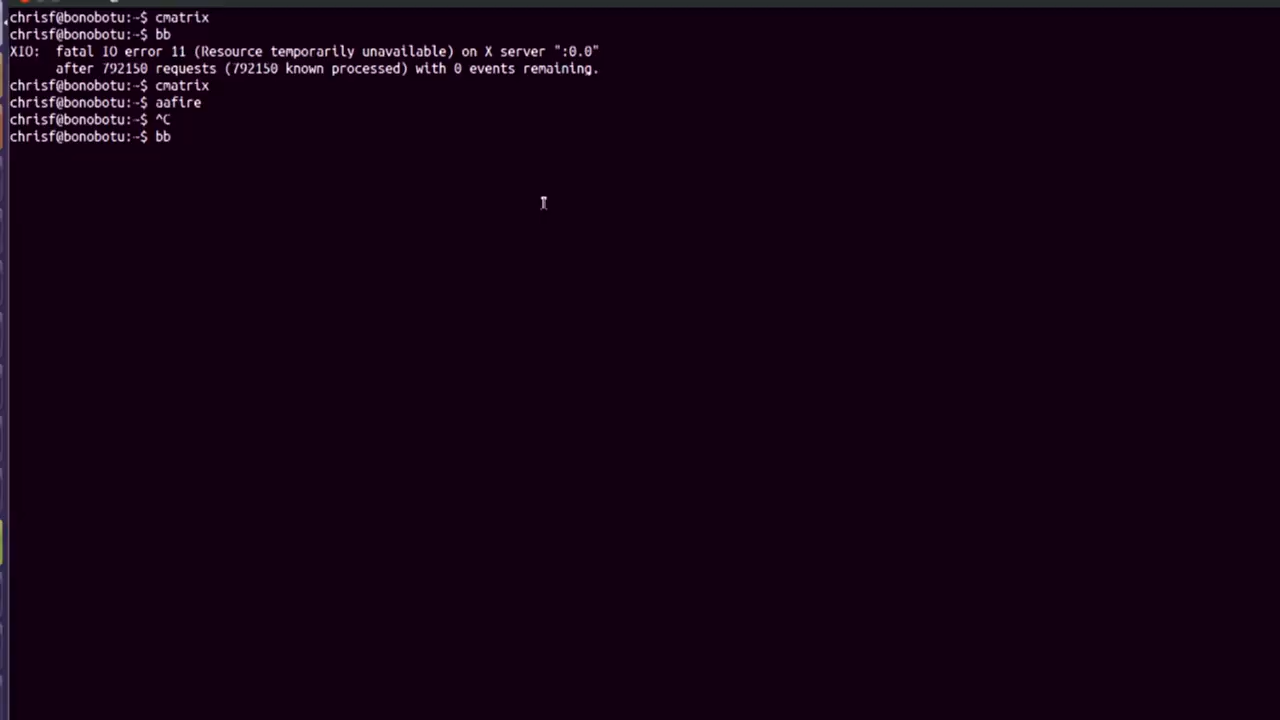 chrisf@bonobotu:~$ cmatrix
chrisf@bonobotu:~$ bb
XIO:  fatal IO error 11 (Resource temporarily unavailable) on X server ":0.0"
      after 792150 requests (792150 known processed) with 0 events remaining.
chrisf@bonobotu:~$ cmatrix
chrisf@bonobotu:~$ aafire
chrisf@bonobotu:~$ ^C
chrisf@bonobotu:~$ bb